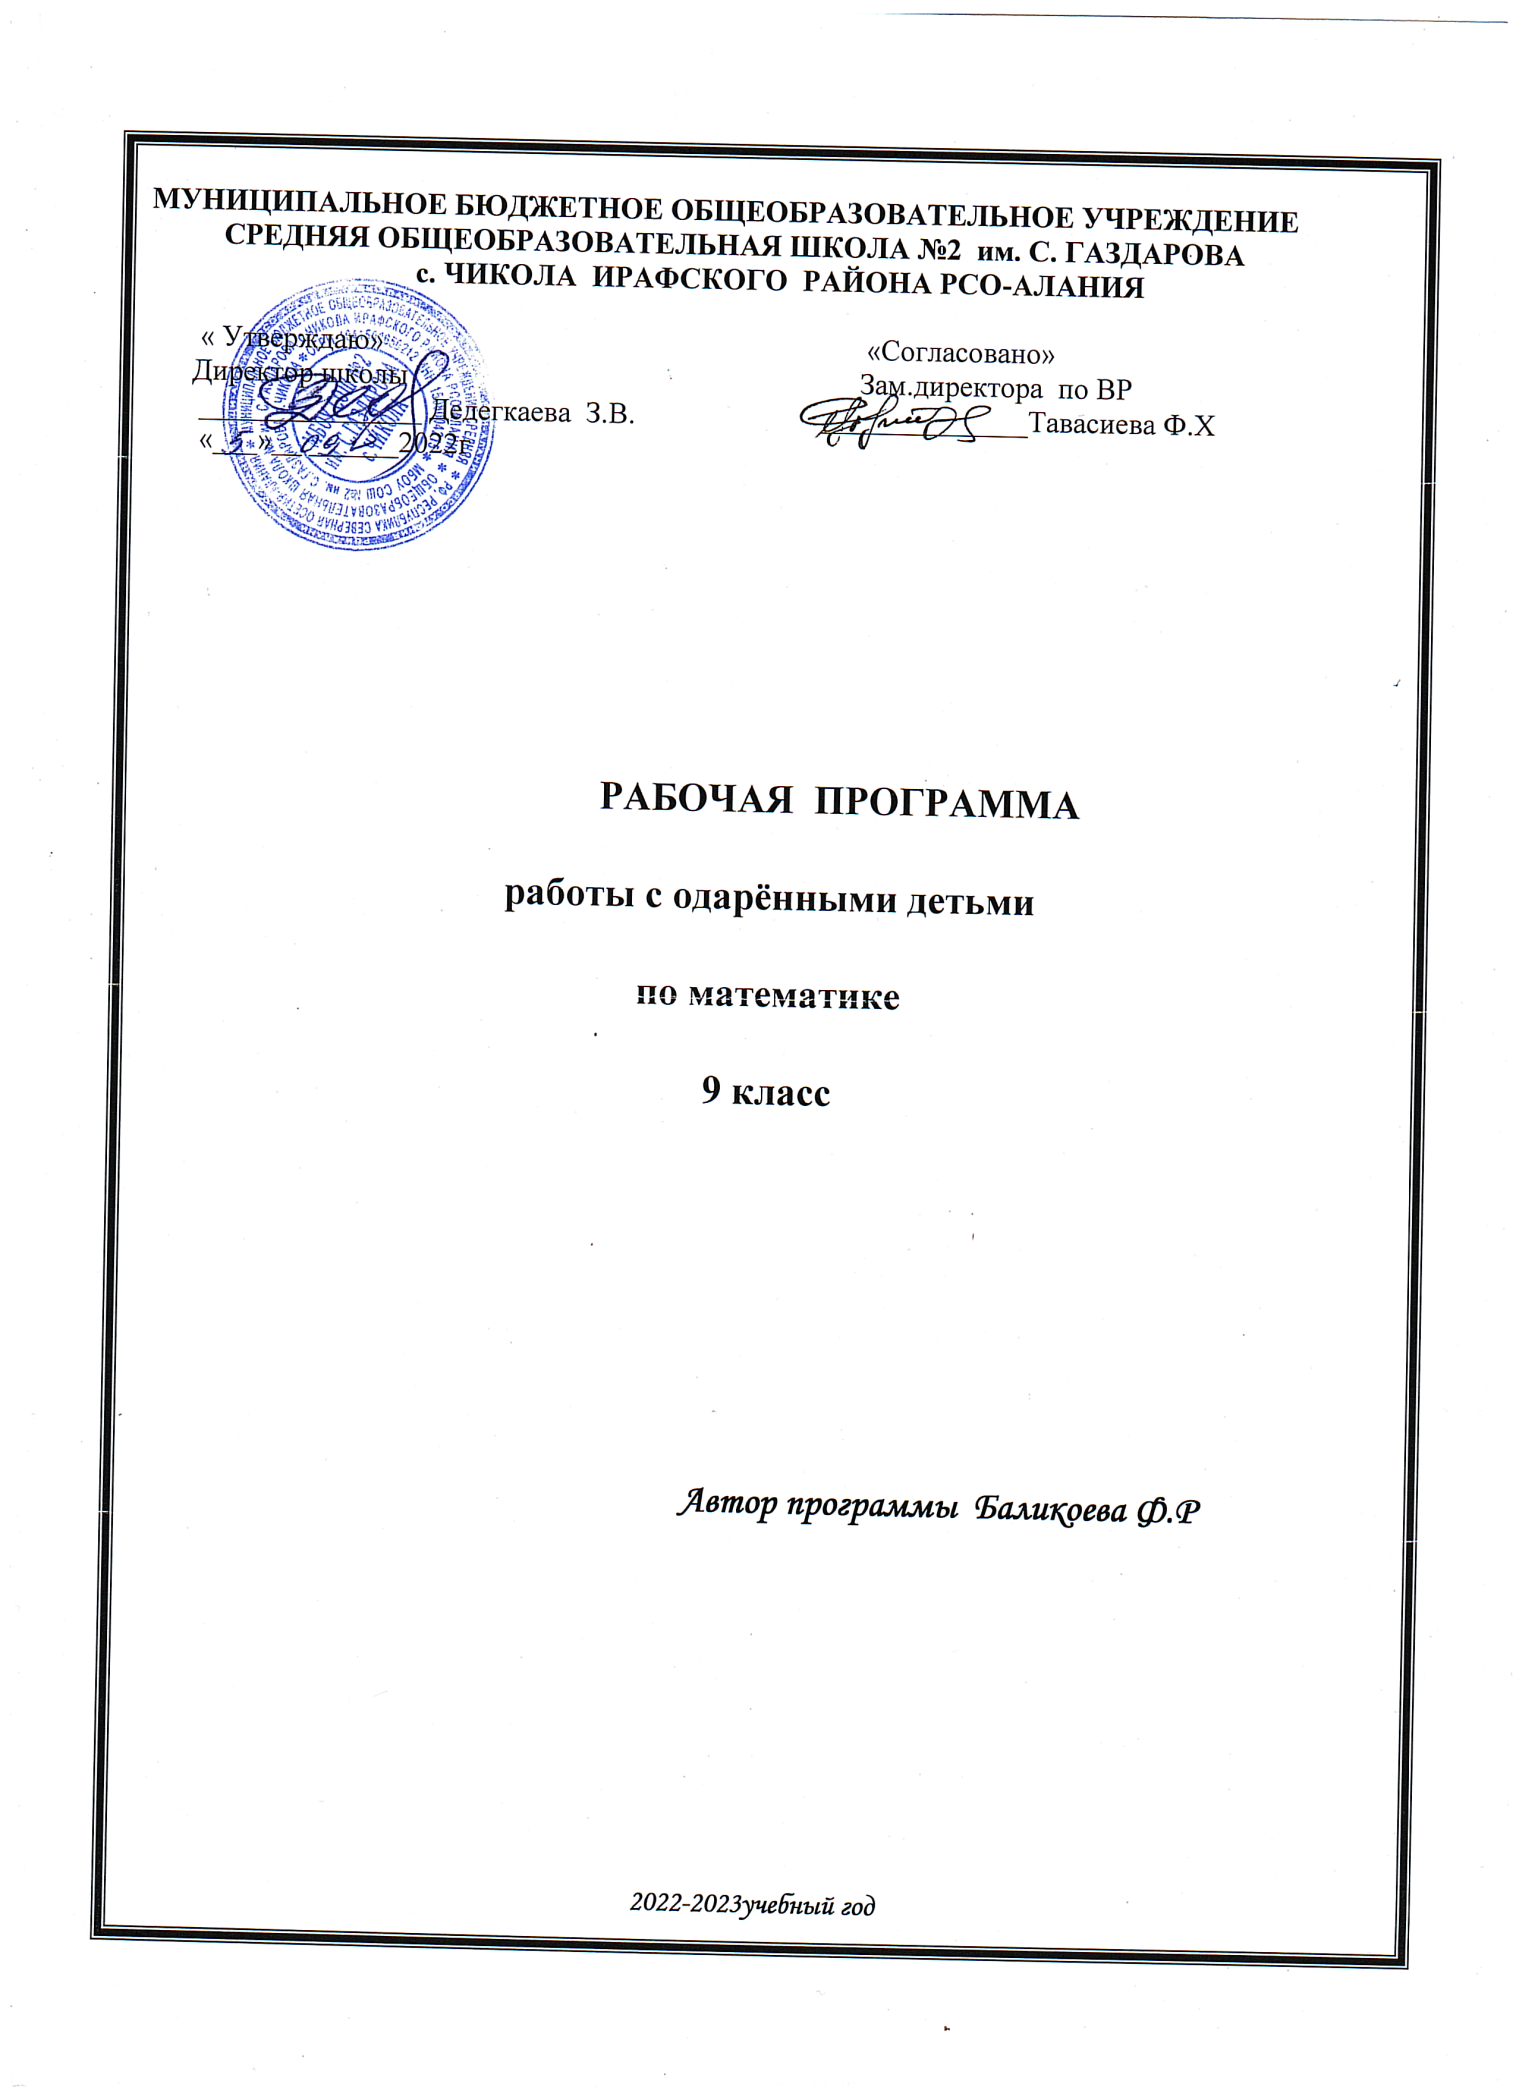 МУНИЦИПАЛЬНОЕ БЮДЖЕТНОЕ ОБЩЕОБРАЗОВАТЕЛЬНОЕ УЧРЕЖДЕНИЕ
СРЕДНЯЯ ОБЩЕОБРАЗОВАТЕЛЬНАЯ ШКОЛА №2 им. С. ГАЗДАРОВА
с. ЧИКОЛА ИРАФСКОГО РАЙОНА РСО-АЛАНИЯ
« Утверждаю»
Директор школы
Дедегкаева З.В.
« 5 » 09 2022г
«Согласовано»
Зам.директора по ВР
Тавасиева Ф.Х
РАБОЧАЯ ПРОГРАММА
работы с одарёнными детьми
по математике
9 класс
Автор программы Баликоева Ф.Р
2022-2023учебный год